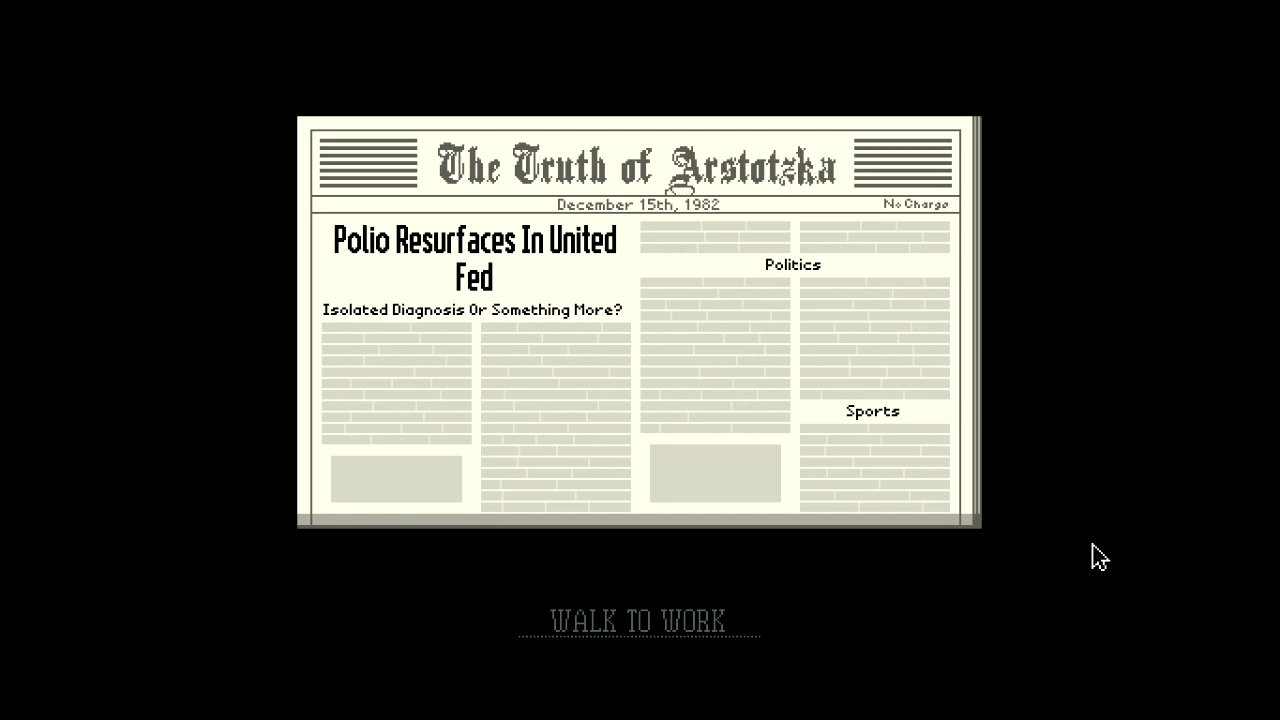 The Truth of Arstotzka
December 15th, 1982
No Charge
Polio Resurfaces In United
Fed
Isolated Diagnosis Or Something More?
Politics
Sports
WALK TO WORK